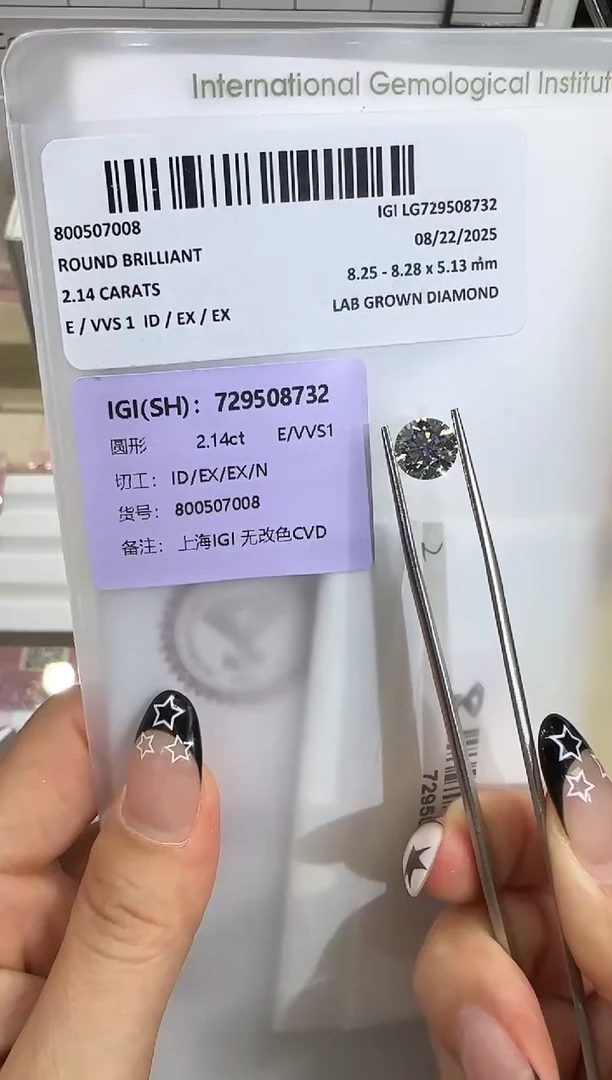 International Gemological Institut
800507008
IGI LG729508732
ROUND BRILLIANT
08/22/2025
2.14 CARATS
8.25 - 8.28 x 5.13 mm
E / VVS 1 ID / EX / EX
LAB GROWN DIAMOND
IGI(SH)：729508732
圆形 2.14ct E/VVS1
切工： ID/EX/EX/N
货号： 800507008
备注： 上海IGI 无改色CVD
2
7295